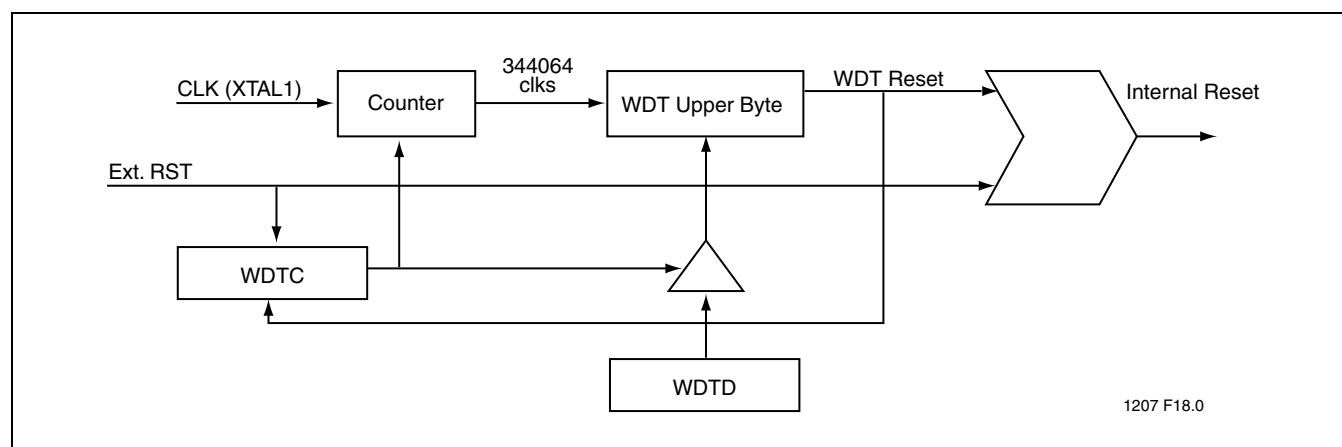 CLK (XTAL1)
Counter
344064
clks
WDT Upper Byte
WDT Reset
Internal Reset
Ext. RST
WDTC
WDTD
1207 F18.0